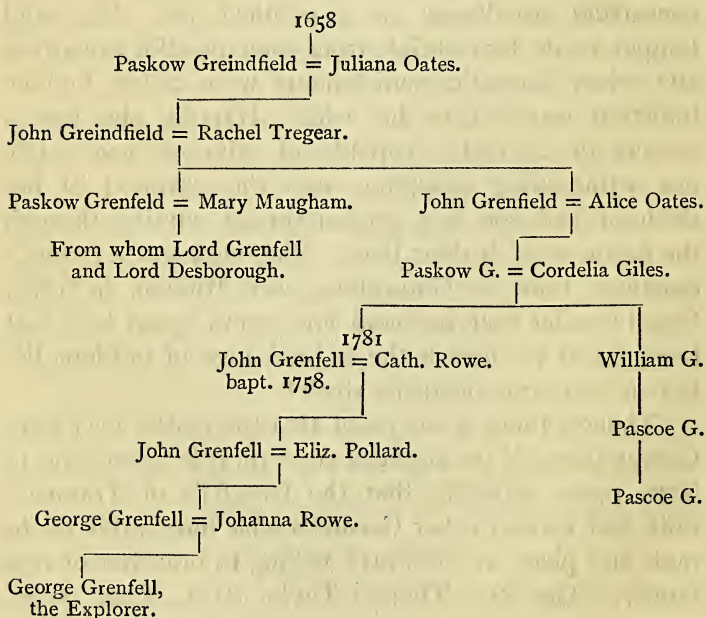 1658
Paskow Greindfield = Juliana Oates.
John Greindfield = Rachel Tregear.
Paskow Grenfeld = Mary Maugham. John Grenfield = Alice Oates.
From whom Lord Grenfell
and Lord Desborough.
Paskow G. = Cordelia Giles.
1781
John Grenfell = Cath. Rowe. William G.
bapt. 1758.
Pascoe G.
John Grenfell = Eliz. Pollard.
Pascoe G.
George Grenfell = Johanna Rowe.
George Grenfell,
the Explorer.